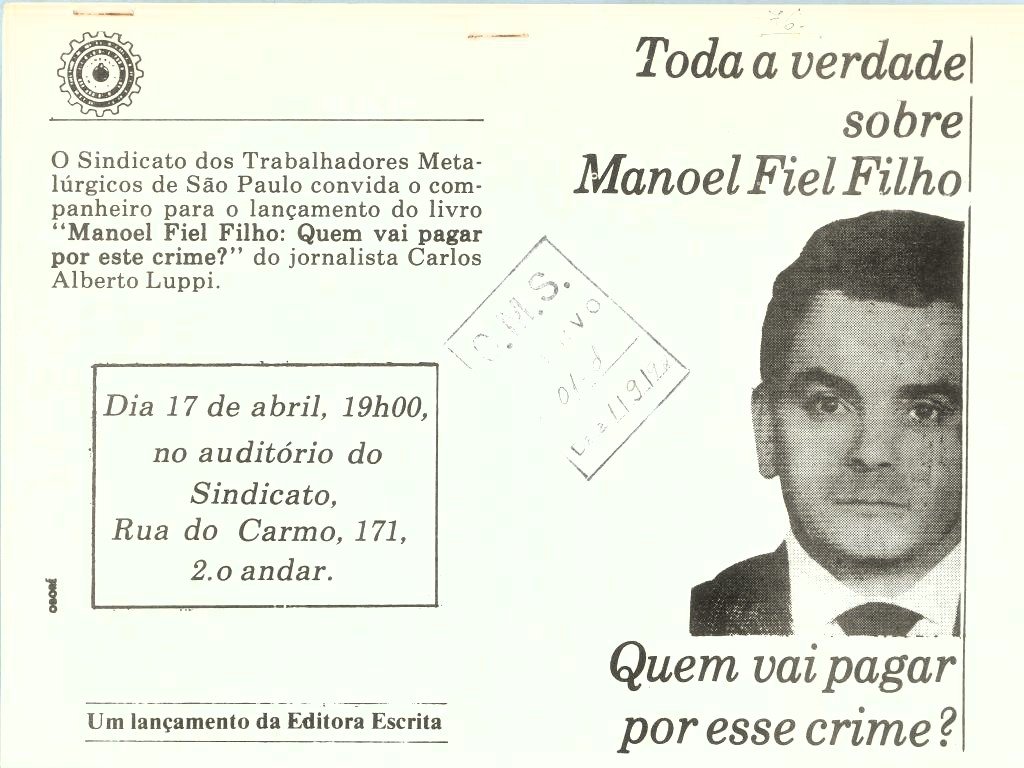 O Sindicato dos Trabalhadores Meta-
lúrgicos de São Paulo convida o com-
panheiro para o lançamento do livro
"Manoel Fiel Filho: Quem vai pagar
por este crime?" do jornalista Carlos
Alberto Luppi.
Dia 17 de abril, 19h00,
no auditório do
Sindicato,
Rua do Carmo, 171,
2.o andar.
OBORÉ
Um lançamento da Editora Escrita
C.M.S.
Toda a verdade
sobre
Manoel Fiel Filho
Quem vai pagar
por esse crime?